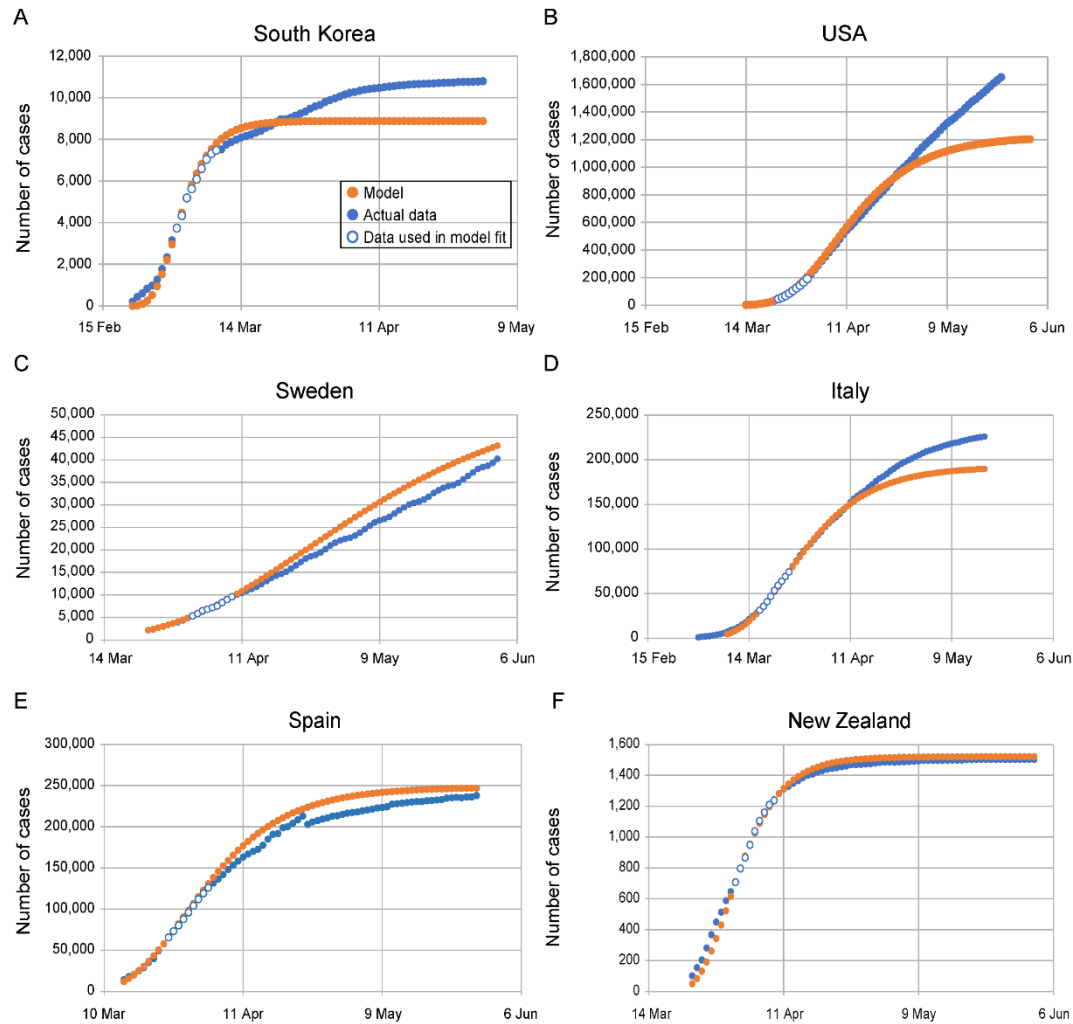 A
South Korea
Number of cases
12,000
10,000
8,000
6,000
4,000
2,000
0
15 Feb 14 Mar 11 Apr 9 May
Model
Actual data
Data used in model fit
B
USA
Number of cases
1,800,000
1,600,000
1,400,000
1,200,000
1,000,000
800,000
600,000
400,000
200,000
0
15 Feb 14 Mar 11 Apr 9 May 6 Jun
C
Sweden
Number of cases
50,000
45,000
40,000
35,000
30,000
25,000
20,000
15,000
10,000
5,000
0
14 Mar 11 Apr 9 May 6 Jun
D
Italy
Number of cases
250,000
200,000
150,000
100,000
50,000
0
15 Feb 14 Mar 11 Apr 9 May 6 Jun
E
Spain
Number of cases
300,000
250,000
200,000
150,000
100,000
50,000
0
10 Mar 11 Apr 9 May 6 Jun
F
New Zealand
Number of cases
1,600
1,400
1,200
1,000
800
600
400
200
0
14 Mar 11 Apr 9 May 6 Jun